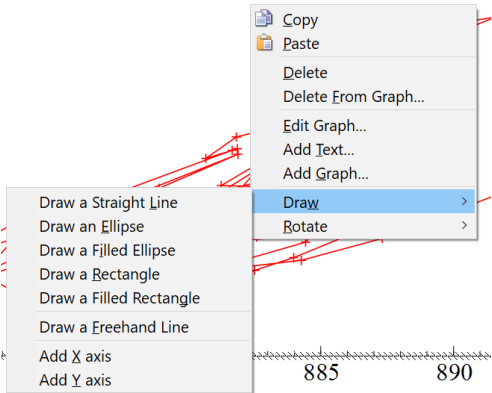 Copy
Paste
Delete
Delete From Graph...
Edit Graph...
Add Text...
Add Graph...
Draw
Rotate
Draw a Straight Line
Draw an Ellipse
Draw a Filled Ellipse
Draw a Rectangle
Draw a Filled Rectangle
Draw a Freehand Line
Add X axis
Add Y axis
885
890